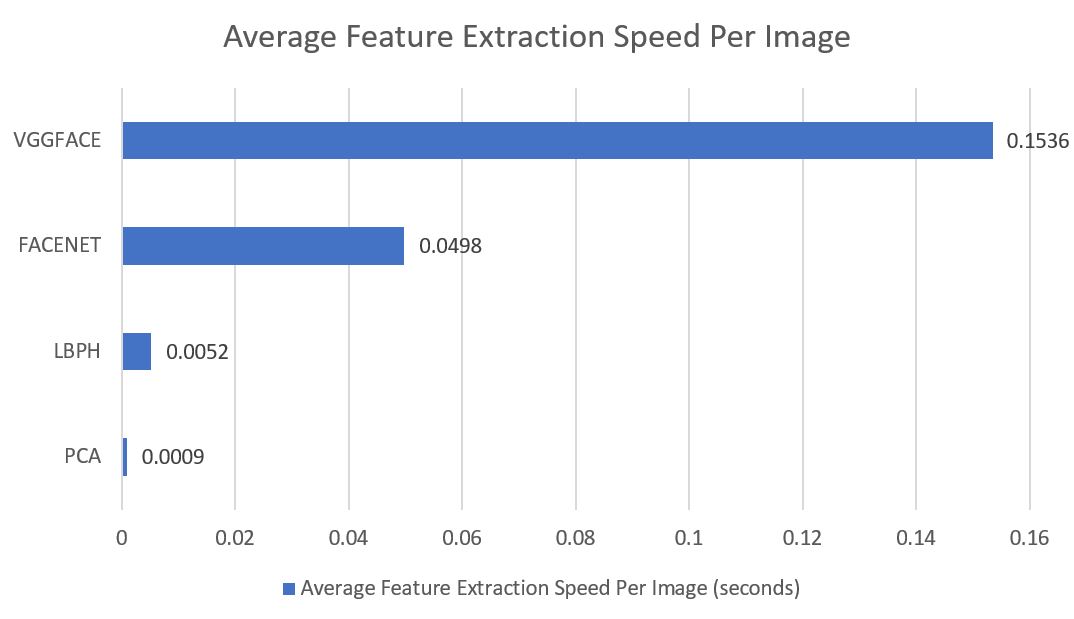 Average Feature Extraction Speed Per Image
VGGFACE 0.1536
FACENET 0.0498
LBPH 0.0052
PCA 0.0009
0 0.02 0.04 0.06 0.08 0.1 0.12 0.14 0.16
Average Feature Extraction Speed Per Image (seconds)